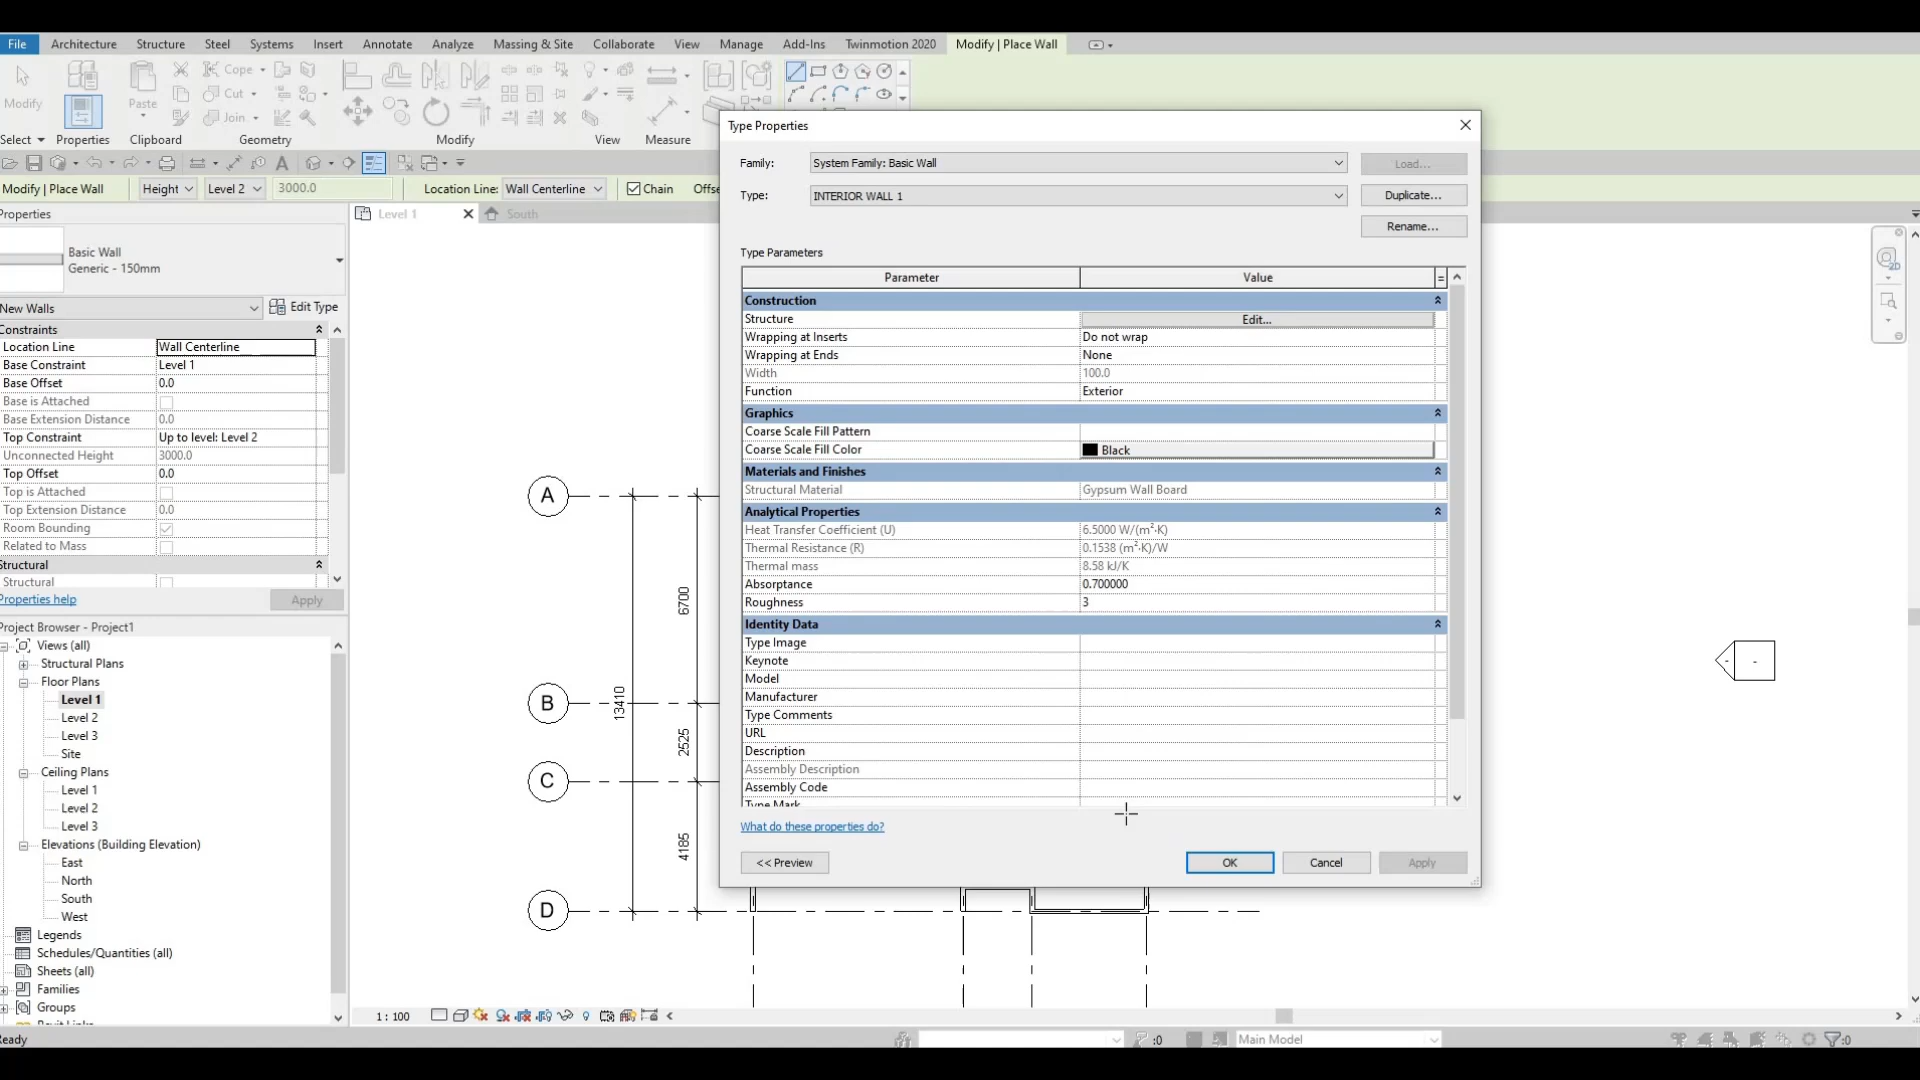 File Architecture Structure Steel Systems Insert Annotate Analyze Massing & Site Collaborate View Manage Add-Ins Twinmotion 2020 Modify | Place Wall
Modify
Paste
Cope
Cut
Join
Select Properties Clipboard Geometry Modify View Measure
Modify | Place Wall Height Level 2 3000.0 Location Line: Wall Centerline Chain Offse
Properties
Level 1
South
Basic Wall
Generic - 150mm
New Walls Edit Type
Constraints
Location Line Wall Centerline
Base Constraint Level 1
Base Offset 0.0
Base is Attached
Base Extension Distance 0.0
Top Constraint Up to level: Level 2
Unconnected Height 3000.0
Top Offset 0.0
Top is Attached
Top Extension Distance 0.0
Room Bounding
Related to Mass
Structural
Structural
Properties help Apply
Project Browser - Project1
Views (all)
Structural Plans
Floor Plans
Level 1
Level 2
Level 3
Site
Ceiling Plans
Level 1
Level 2
Level 3
Elevations (Building Elevation)
East
North
South
West
Legends
Schedules/Quantities (all)
Sheets (all)
Families
Groups
Revit Links
A
B
C
D
6700
13410
2525
4185
Type Properties
Family: System Family: Basic Wall Load...
Type: INTERIOR WALL 1 Duplicate...
Rename...
Type Parameters
Parameter Value =
Construction
Structure Edit...
Wrapping at Inserts Do not wrap
Wrapping at Ends None
Width 100.0
Function Exterior
Graphics
Coarse Scale Fill Pattern
Coarse Scale Fill Color Black
Materials and Finishes
Structural Material Gypsum Wall Board
Analytical Properties
Heat Transfer Coefficient (U) 6.5000 W/(m²·K)
Thermal Resistance (R) 0.1538 (m²·K)/W
Thermal mass 8.58 kJ/K
Absorptance 0.700000
Roughness 3
Identity Data
Type Image
Keynote
Model
Manufacturer
Type Comments
URL
Description
Assembly Description
Assembly Code
Type Mark
What do these properties do?
<< Preview OK Cancel Apply
2D
1 : 100
Ready :0 Main Model :0